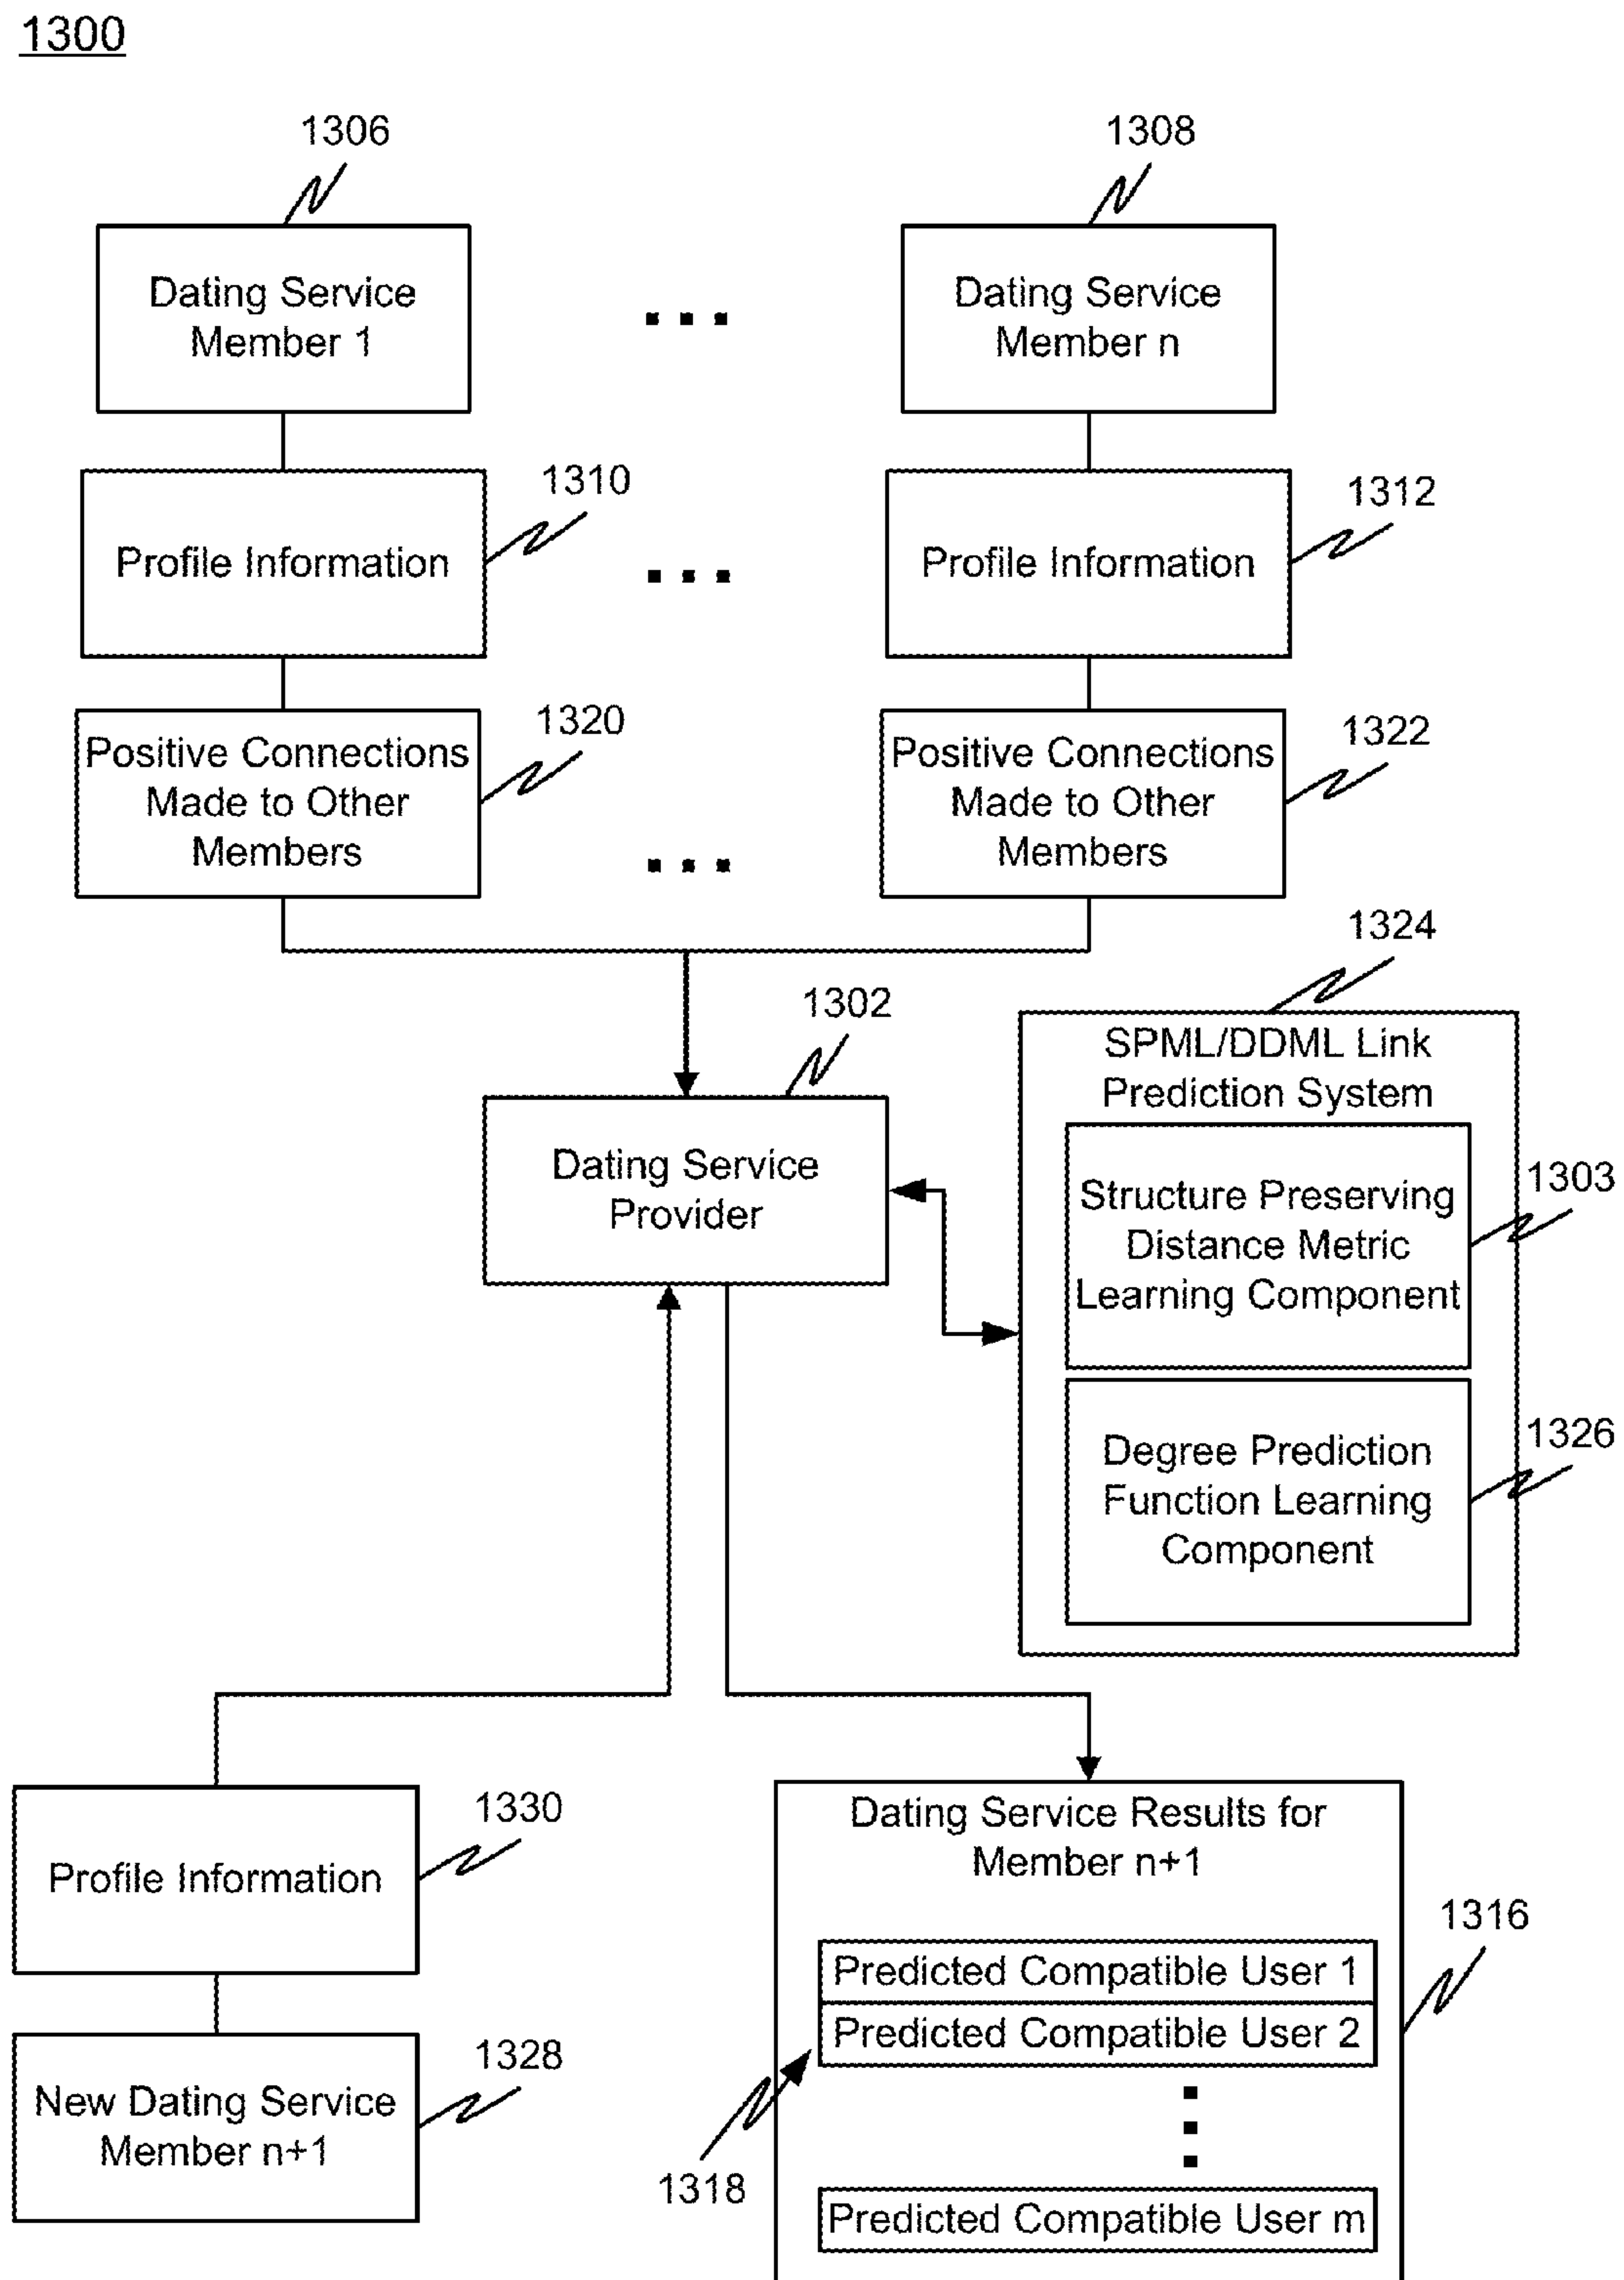 1300
1306
1308
Dating Service
Member 1
Dating Service
Member n
1310
1312
Profile Information
Profile Information
1320
1322
Positive Connections
Made to Other
Members
Positive Connections
Made to Other
Members
1324
1302
SPML/DDML Link
Prediction System
Dating Service
Provider
1303
Structure Preserving
Distance Metric
Learning Component
1326
Degree Prediction
Function Learning
Component
1330
Profile Information
Dating Service Results for
Member n+1
1316
Predicted Compatible User 1
Predicted Compatible User 2
1328
New Dating Service
Member n+1
1318
Predicted Compatible User m